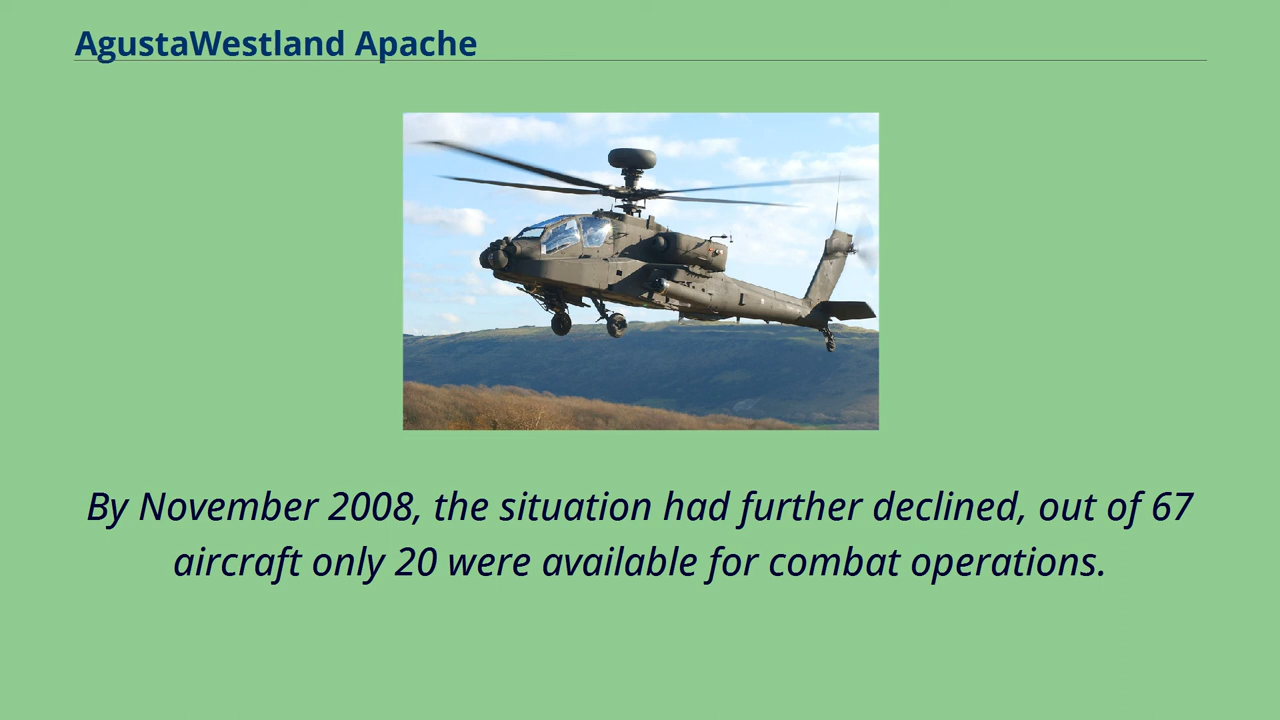 AgustaWestland Apache
By November 2008, the situation had further declined, out of 67
aircraft only 20 were available for combat operations.